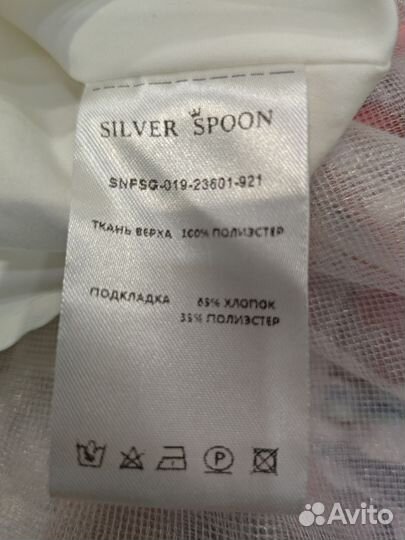 SILVER SPOON
SNFSG-019-23601-921
ТКАНЬ ВЕРХА 100% ПОЛИЭСТЕР
ПОДКЛАДКА 65% ХЛОПОК
35% ПОЛИЭСТЕР
P
Avito